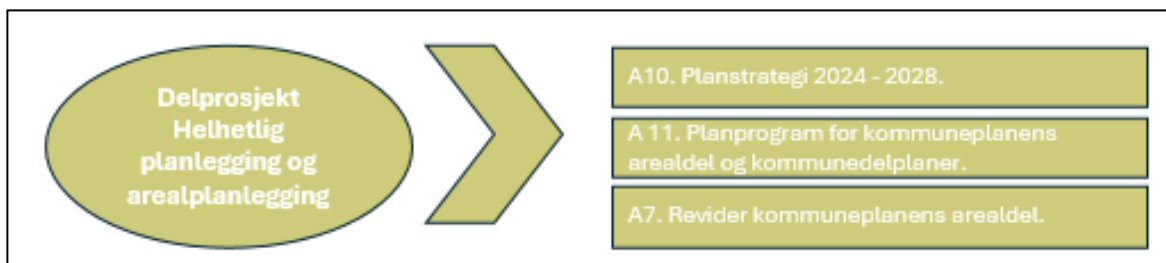 Delprosjekt
Helhetlig
planlegging og
arealplanlegging
A10. Planstrategi 2024 - 2028.
A 11. Planprogram for kommuneplanens
arealdel og kommunedelplaner.
A7. Revider kommuneplanens arealdel.